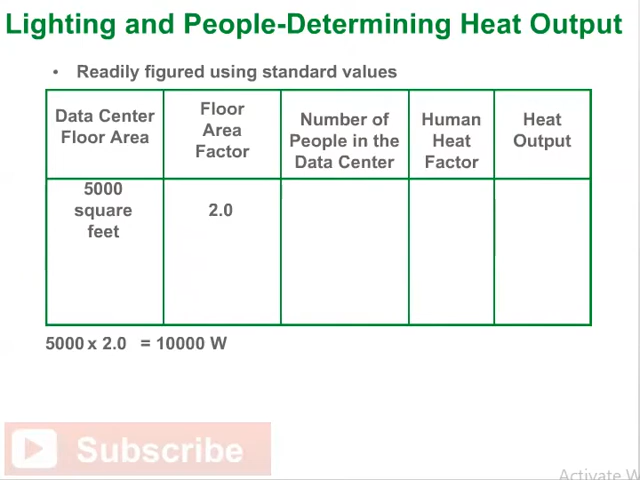 Lighting and People-Determining Heat Output
• Readily figured using standard values
Data Center
Floor Area
Floor
Area
Factor
Number of
People in the
Data Center
Human
Heat
Factor
Heat
Output
5000
square
feet
2.0
5000 x 2.0 = 10000 W
Subscribe
Activate W